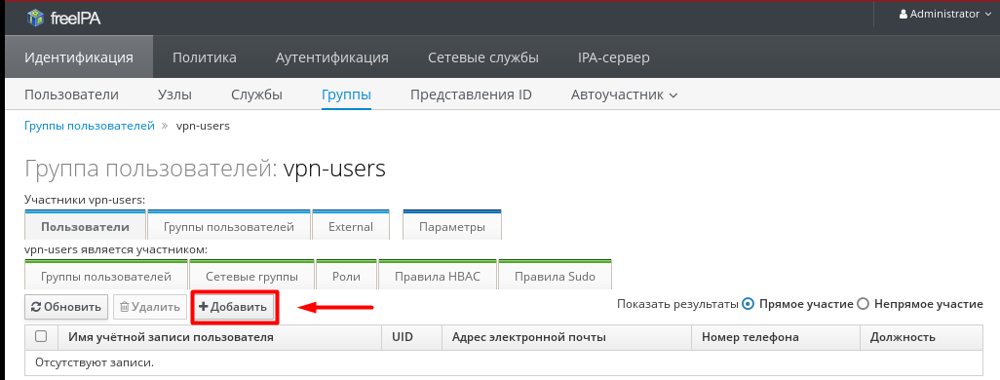 freeIPA Administrator
Идентификация Политика Аутентификация Сетевые службы IPA-сервер
Пользователи Узлы Службы Группы Представления ID Автоучастник
Группы пользователей » vpn-users
Группа пользователей: vpn-users
Участники vpn-users:
Пользователи Группы пользователей External Параметры
vpn-users является участником:
Группы пользователей Сетевые группы Роли Правила HBAC Правила Sudo
Обновить Удалить +Добавить Показать результаты Прямое участие Непрямое участие
Имя учётной записи пользователя UID Адрес электронной почты Номер телефона Должность
Отсутствуют записи.